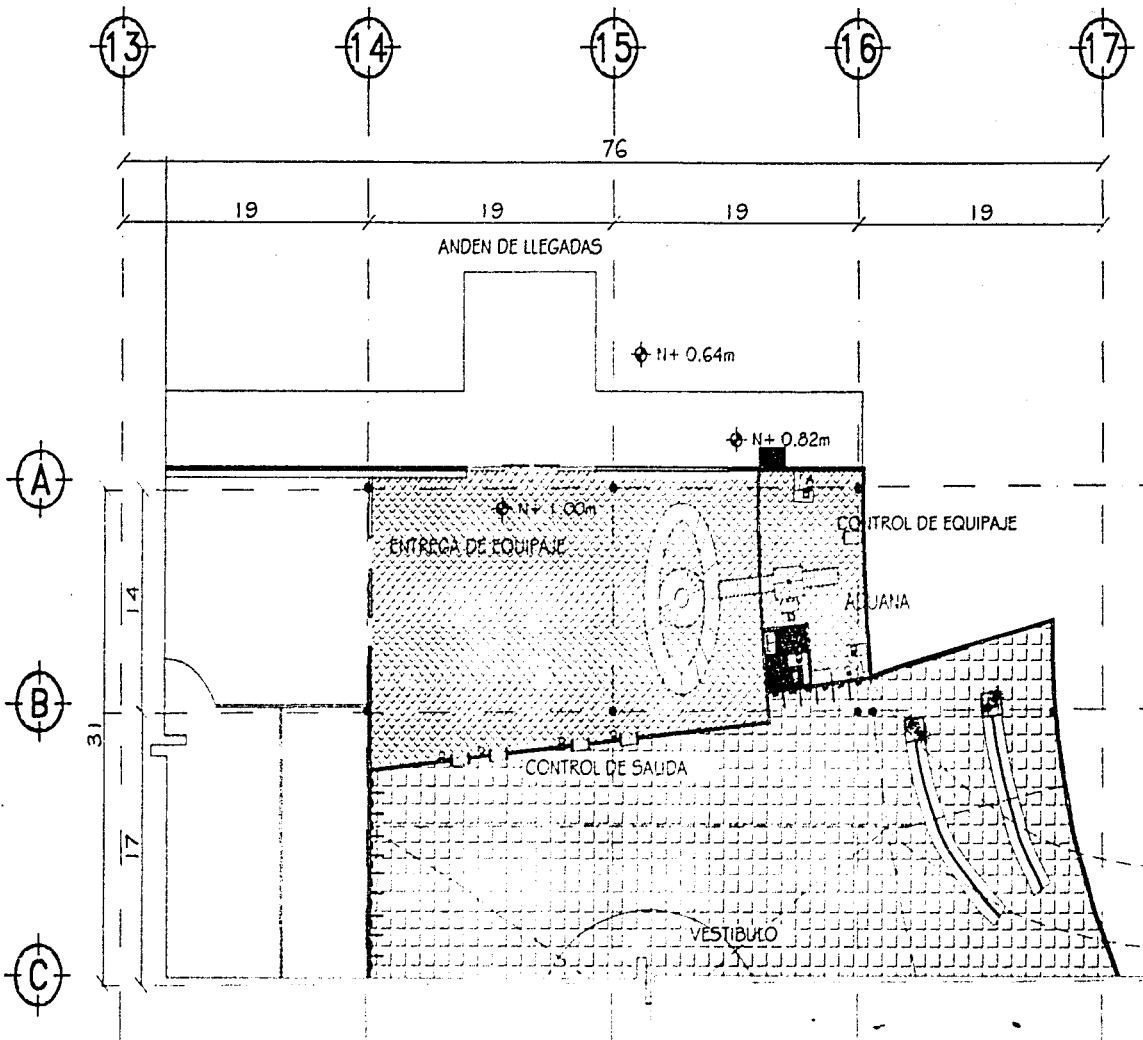 13 14 15 16 17
76
19 19 19 19
ANDEN DE LLEGADAS
N+ 0.64m
N+ 0.82m
A
N+ 1.00m
CONTROL DE EQUIPAJE
ENTREGA DE EQUIPAJE
14
ADUANA
B
31
CONTROL DE SALIDA
17
VESTIBULO
C